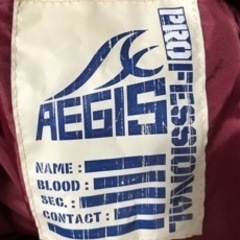 AEGIS
PROFESSIONAL
NAME :
BLOOD :
SEC. :
CONTACT :